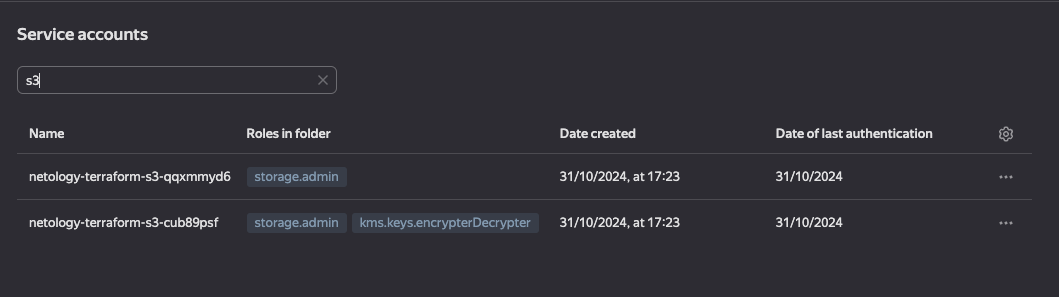 Service accounts
s3
Name Roles in folder Date created Date of last authentication
netology-terraform-s3-qqxmmyd6 storage.admin 31/10/2024, at 17:23 31/10/2024
netology-terraform-s3-cub89psf storage.admin kms.keys.encrypterDecrypter 31/10/2024, at 17:23 31/10/2024